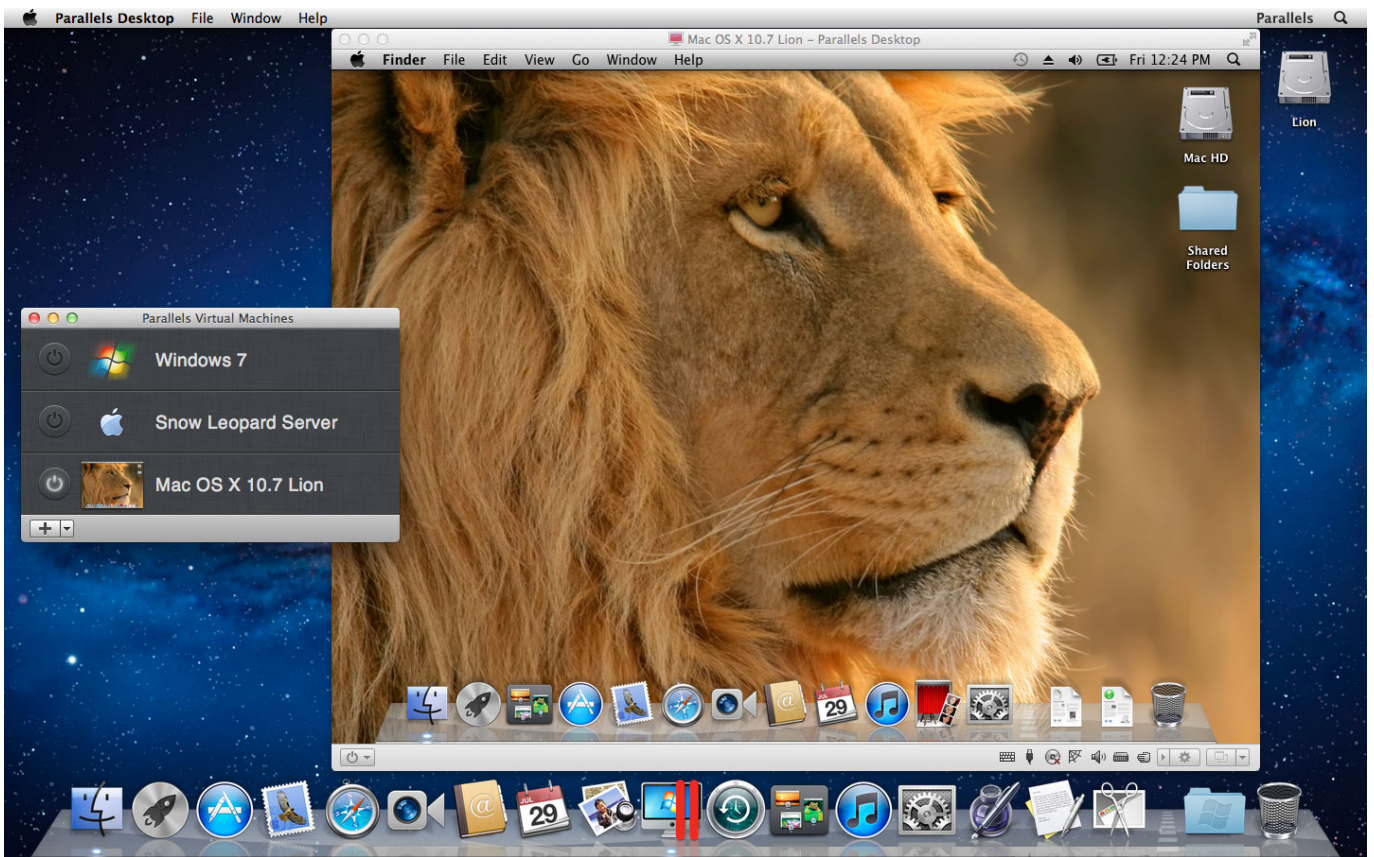 Parallels Desktop File Window Help
Parallels
Mac OS X 10.7 Lion – Parallels Desktop
Finder File Edit View Go Window Help
Fri 12:24 PM
Mac HD
Shared
Folders
Lion
Parallels Virtual Machines
Windows 7
Snow Leopard Server
Mac OS X 10.7 Lion
@
JUL
29
@
JUL
29